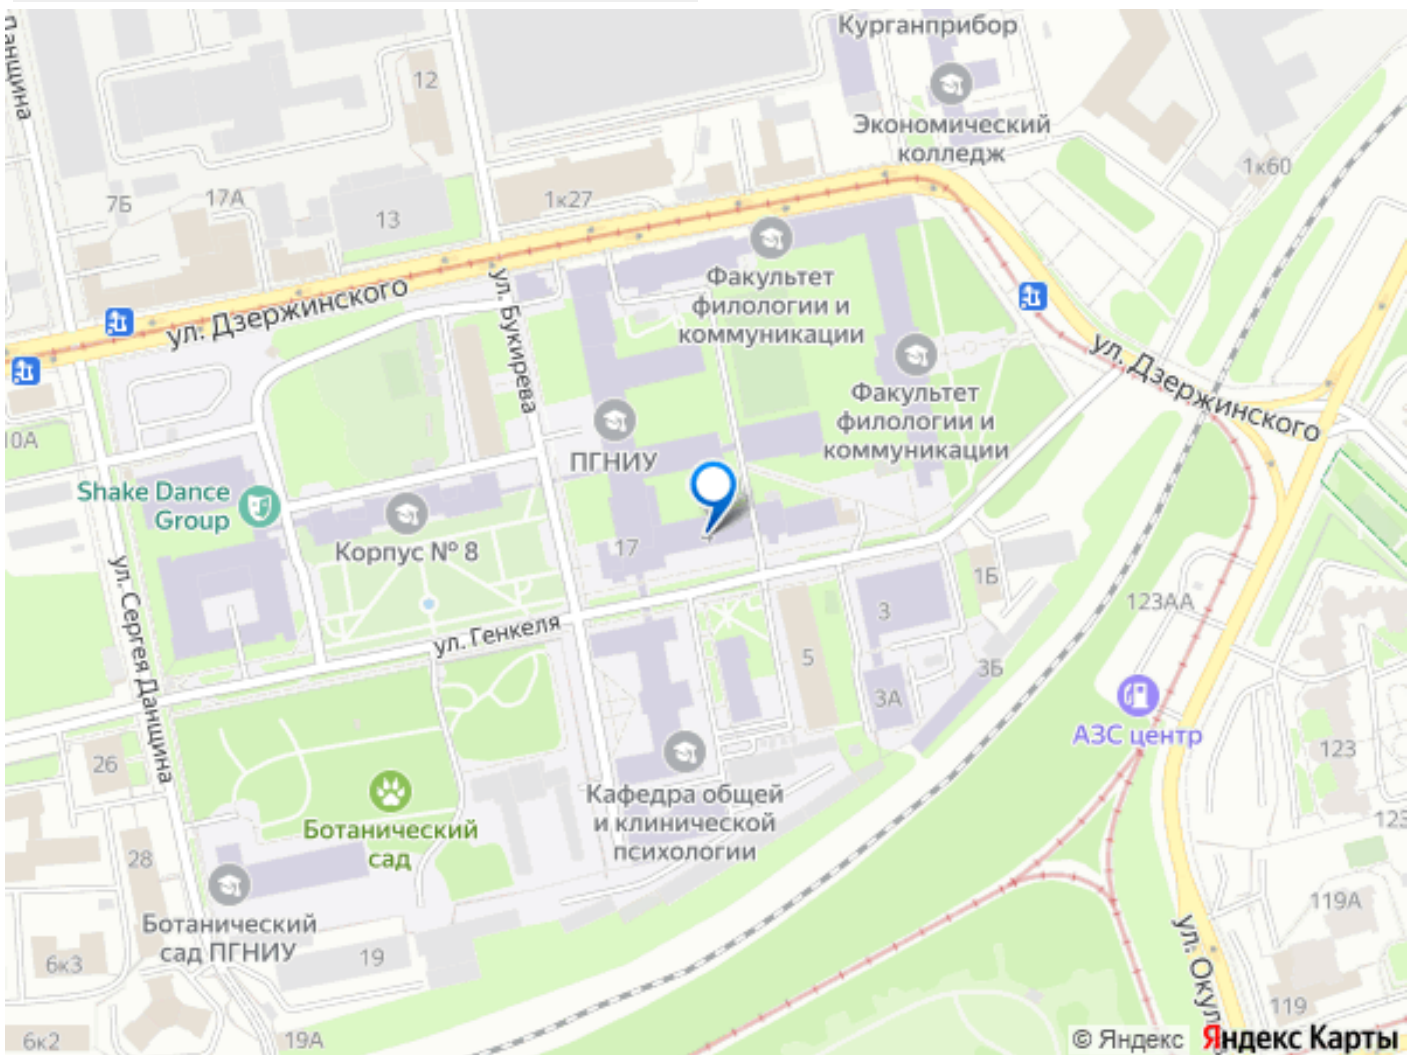 Данщина
Курганприбор
12
Экономический
колледж
1к60
7Б
17А
13
1к27
Факультет
филологии и
коммуникации
ул. Дзержинского
ул. Букирева
ул. Дзержинского
Факультет
филологии и
коммуникации
10А
ПГНИУ
Shake Dance
Group
Корпус № 8
17
ул. Сергея Данщина
ул. Генкеля
1Б
3
123АА
5
3Б
3А
АЗС центр
26
123
Кафедра общей
и клинической
психологии
Ботанический
сад
123
28
119А
Ботанический
сад ПГНИУ
6к3
19
ул. Окул
119
6к2
19А
© Яндекс Яндекс Карты